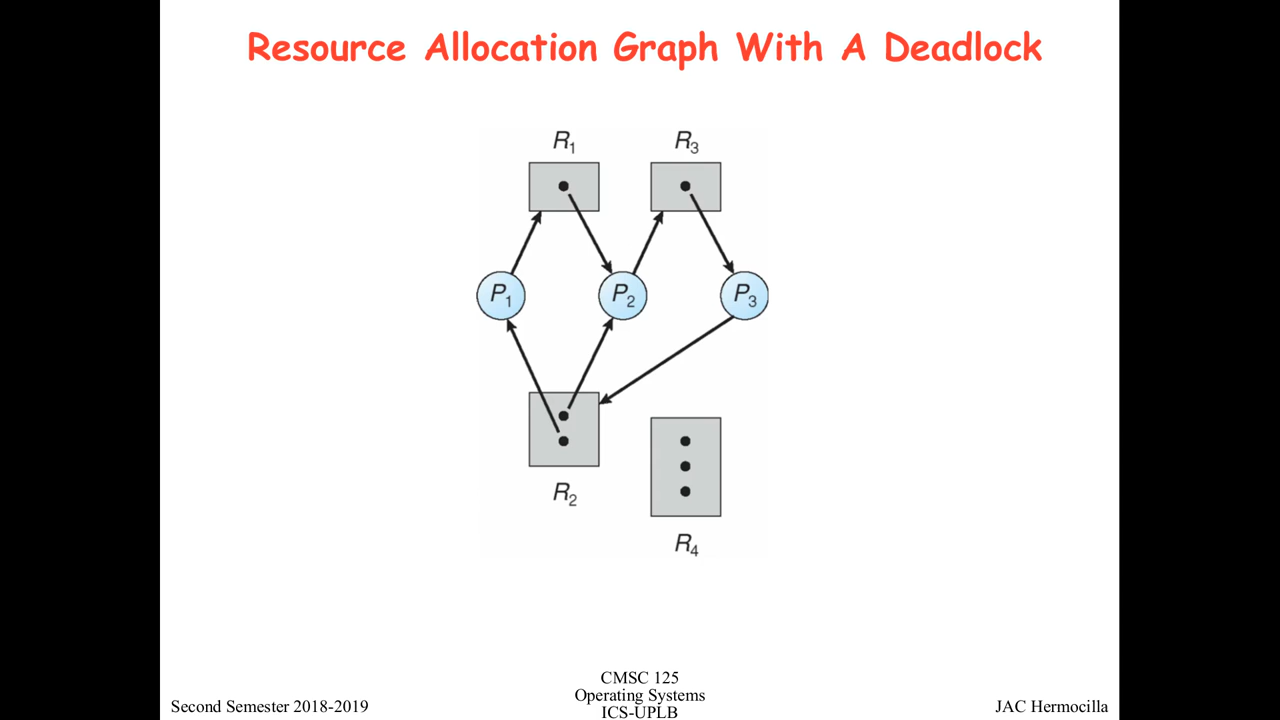 Resource Allocation Graph With A Deadlock
R1 R3
P1 P2 P3
R2
R4
CMSC 125
Operating Systems
ICS-UPLB
Second Semester 2018-2019
JAC Hermocilla